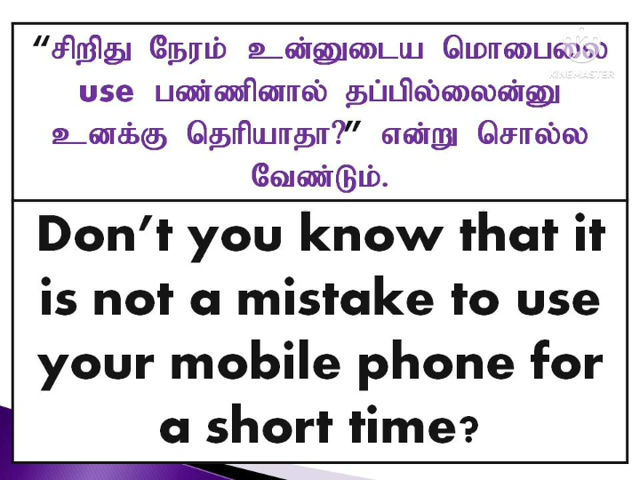 “சிறிது நேரம் உன்னுடைய மொபைலை
use பண்ணினால் தப்பில்லைன்னு
உனக்கு தெரியாதா?” என்று சொல்ல
வேண்டும்.
KINEMASTER
Don’t you know that it
is not a mistake to use
your mobile phone for
a short time?